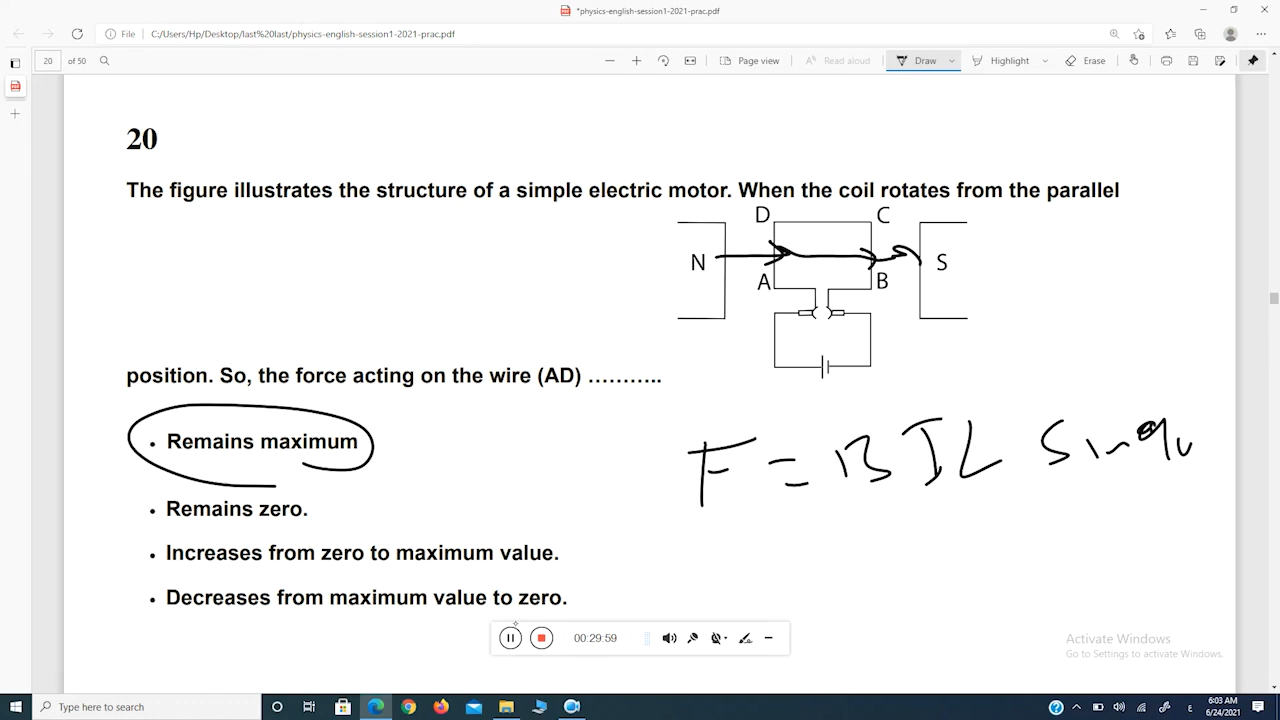 *physics-english-session1-2021-prac.pdf
File C:/Users/Hp/Desktop/last%20last/physics-english-session1-2021-prac.pdf
20 of 50 Page view Read aloud Draw Highlight Erase
20
The figure illustrates the structure of a simple electric motor. When the coil rotates from the parallel
D C
N S
A B
position. So, the force acting on the wire (AD) ………..
• Remains maximum
F = B I L Sin 90
• Remains zero.
• Increases from zero to maximum value.
• Decreases from maximum value to zero.
00:29:59
Activate Windows
Go to Settings to activate Windows.
Type here to search
6:03 AM
6/24/2021